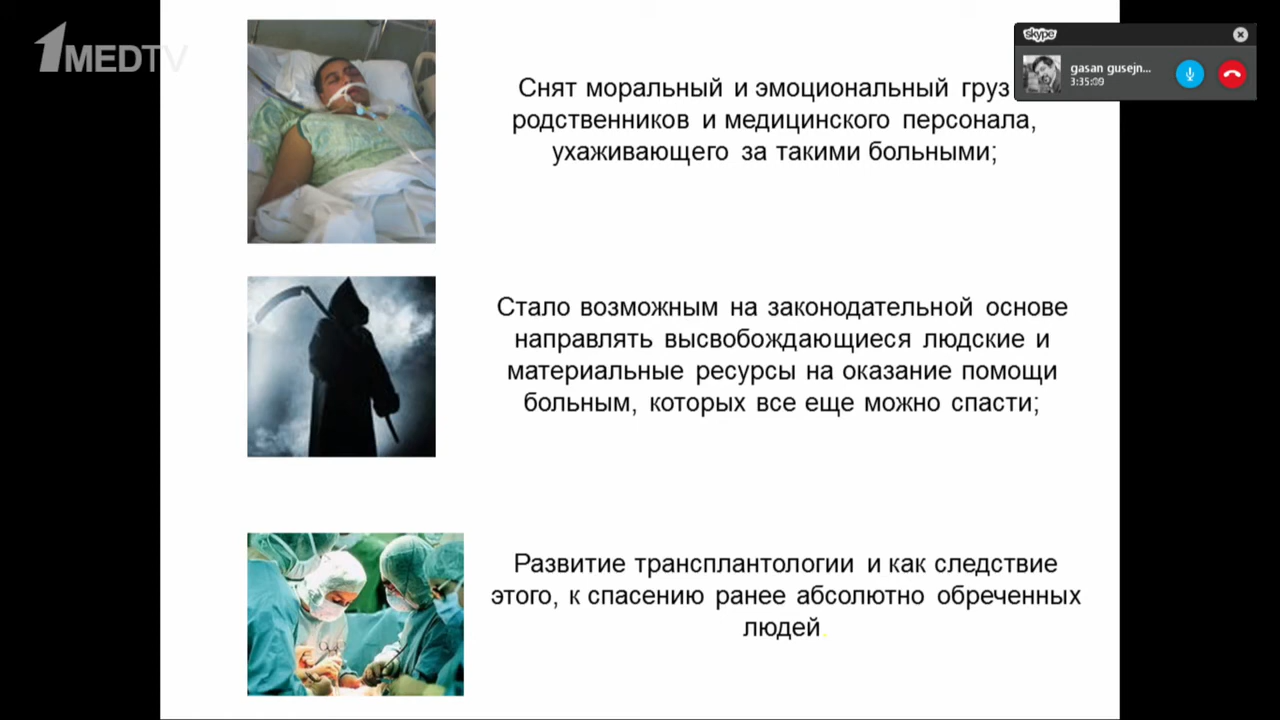 1MEDTV
skype
gasan gusejn...
3:35:09
Снят моральный и эмоциональный груз
родственников и медицинского персонала,
ухаживающего за такими больными;
Стало возможным на законодательной основе
направлять высвобождающиеся людские и
материальные ресурсы на оказание помощи
больным, которых все еще можно спасти;
Развитие трансплантологии и как следствие
этого, к спасению ранее абсолютно обреченных
людей.